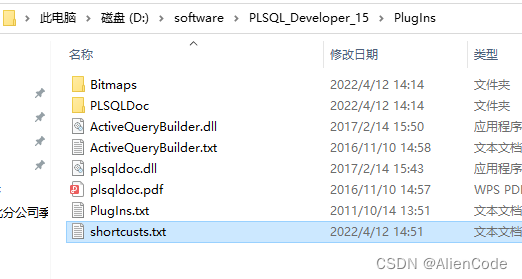 此电脑 > 磁盘 (D:) > software > PLSQL_Developer_15 > PlugIns
名称 修改日期 类型
Bitmaps 2022/4/12 14:14 文件夹
PLSQLDoc 2022/4/12 14:14 文件夹
ActiveQueryBuilder.dll 2017/2/14 15:50 应用程序
ActiveQueryBuilder.txt 2016/11/10 14:58 文本文档
plsqldoc.dll 2017/2/14 15:43 应用程序
plsqldoc.pdf 2016/11/10 14:57 WPS PD
PlugIns.txt 2011/10/14 13:51 文本文档
shortcusts.txt 2022/4/12 14:51 文本文档
分公司季
CSDN @AlienCode